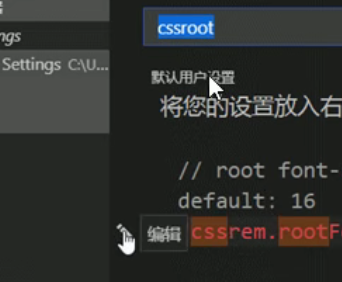 ngs
cssroot
Settings C:\U...
默认用户设置
将您的设置放入右
// root font-
default: 16
编辑 cssrem.rootF